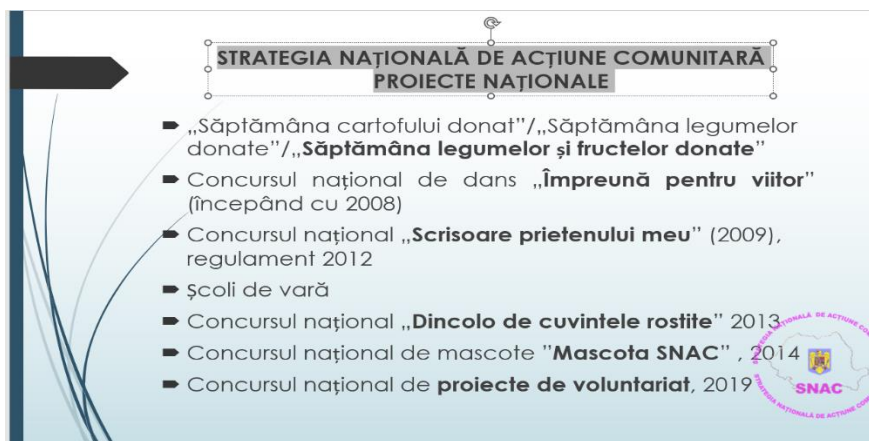 STRATEGIA NAȚIONALĂ DE ACȚIUNE COMUNITARĂ
PROIECTE NAȚIONALE
„Săptămâna cartofului donat”/„Săptămâna legumelor
donate”/„Săptămâna legumelor și fructelor donate”
Concursul național de dans „Împreună pentru viitor”
(începând cu 2008)
Concursul național „Scrisoare prietenului meu” (2009),
regulament 2012
Școli de vară
Concursul național „Dincolo de cuvintele rostite” 2013
Concursul național de mascote ”Mascota SNAC” , 2014
Concursul național de proiecte de voluntariat, 2019
SNAC